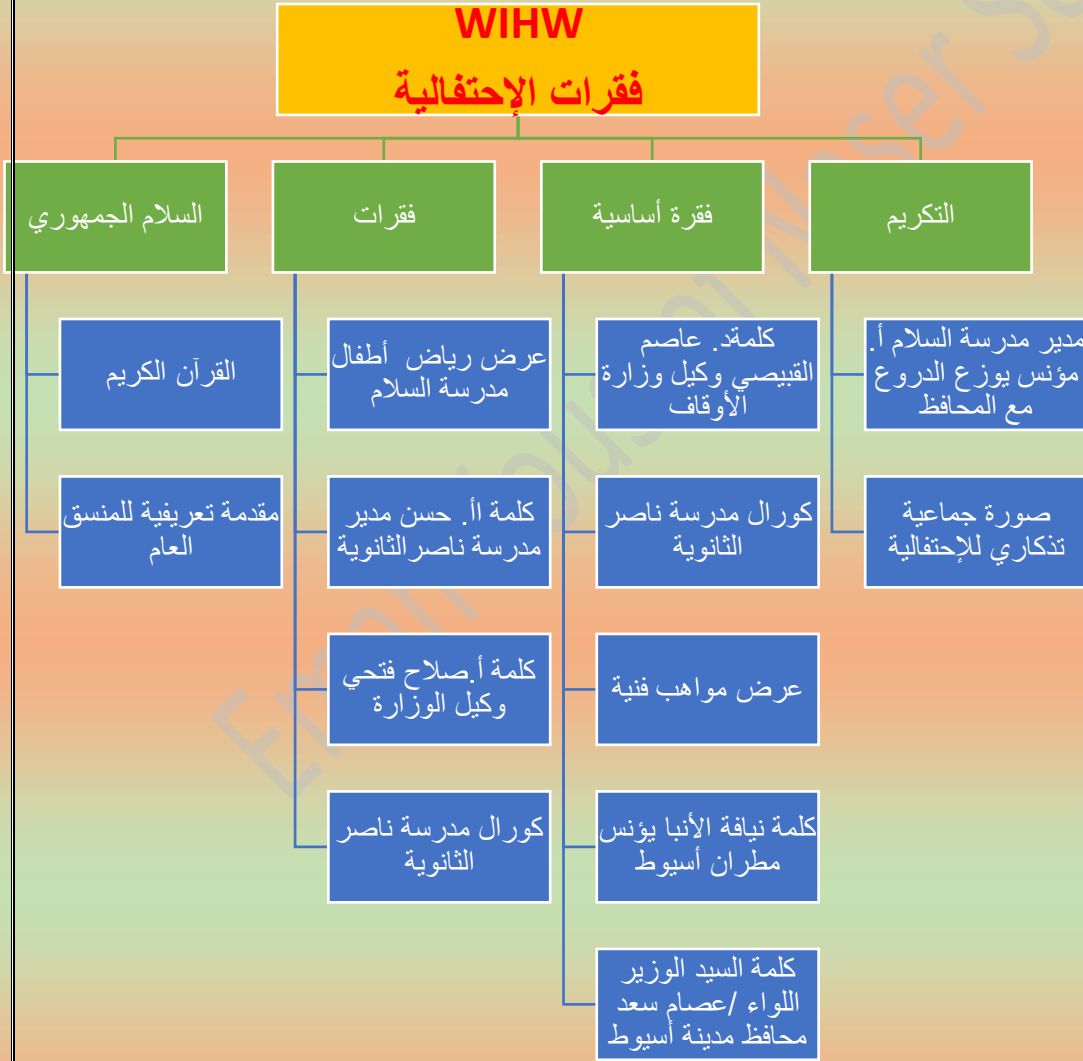 WIHW
فقرات الإحتفالية
السلام الجمهوري
القرآن الكريم
مقدمة تعريفية للمنسق
العام
فقرات
عرض رياض أطفال
مدرسة السلام
كلمة اأ. حسن مدير
مدرسة ناصرالثانوية
كلمة أ.صلاح فتحي
وكيل الوزارة
كورال مدرسة ناصر
الثانوية
فقرة أساسية
كلمةد. عاصم
القبيصي وكيل وزارة
الأوقاف
كورال مدرسة ناصر
الثانوية
عرض مواهب فنية
كلمة نيافة الأنبا يؤنس
مطران أسيوط
كلمة السيد الوزير
اللواء /عصام سعد
محافظ مدينة أسيوط
التكريم
مدير مدرسة السلام أ.
مؤنس يوزع الدروع
مع المحافظ
صورة جماعية
تذكاري للإحتفالية